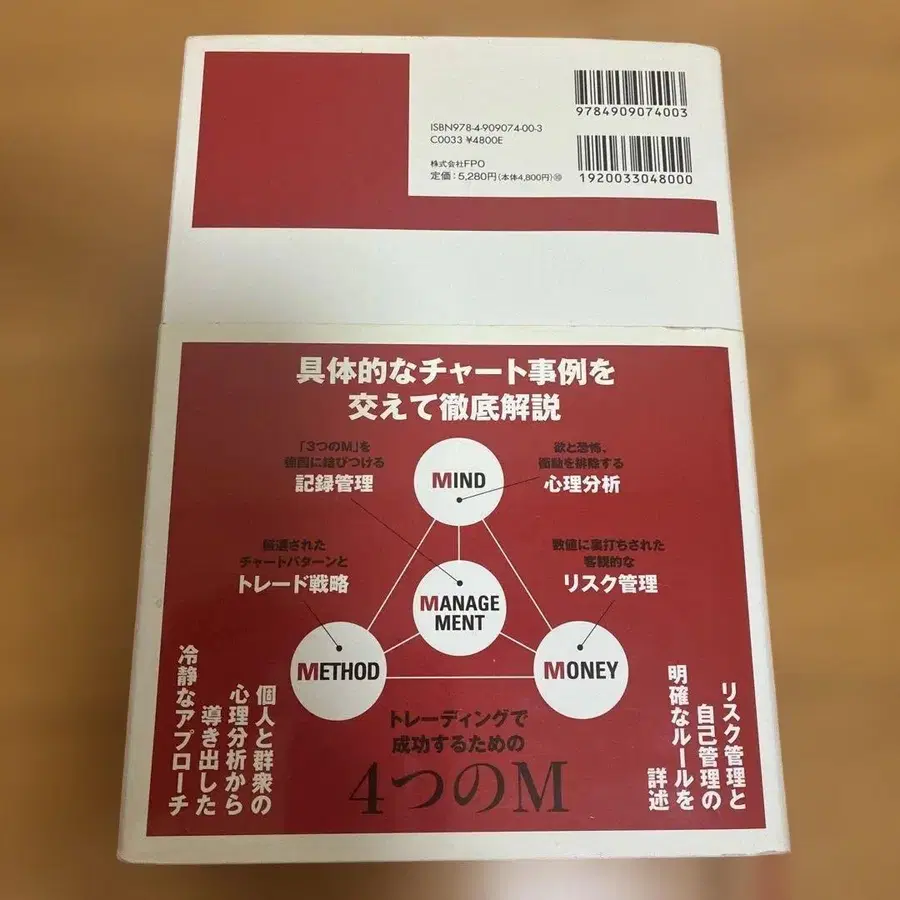 9784909074003
ISBN978-4-909074-00-3
C0033 ¥4800E
株式会社FPO
定価：5,280円（本体4,800円）⑩
1920033048000
具体的なチャート事例を
交えて徹底解説
「3つのM」を
強固に結びつける
記録管理
欲と恐怖、
衝動を排除する
心理分析
MIND
厳選された
チャートパターンと
トレード戦略
数値に裏打ちされた
客観的な
リスク管理
MANAGE
MENT
METHOD
MONEY
トレーディングで
成功するための
4つのM
リスク管理と
自己管理の
明確なルールを
詳述
個人と群衆の
心理分析から
導き出した
冷静なアプローチ